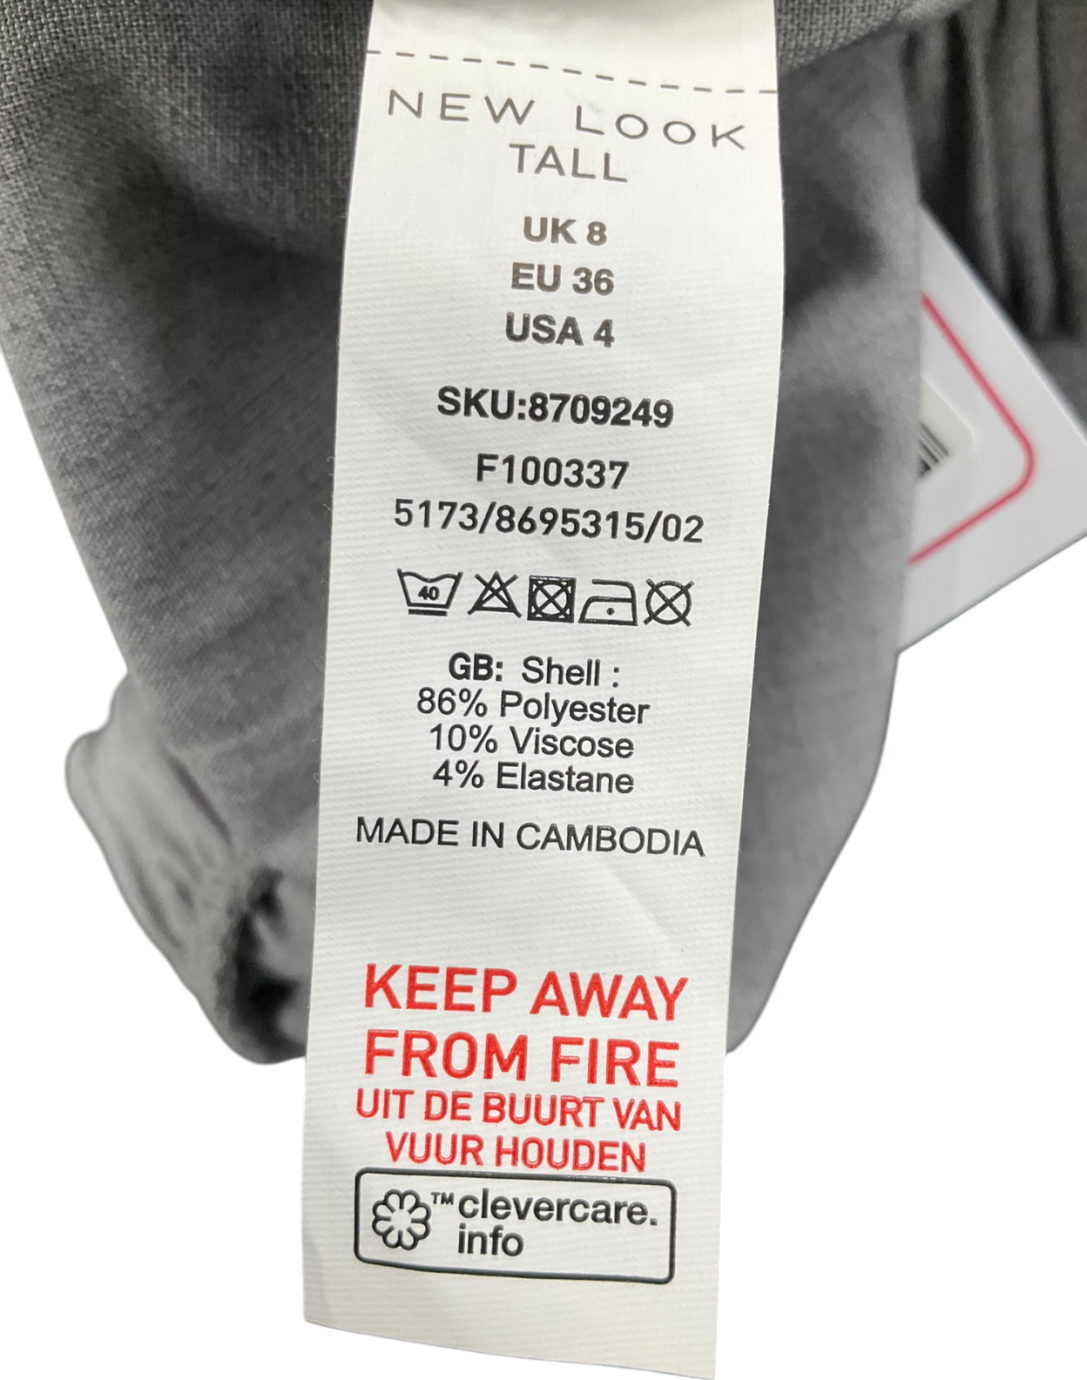 NEW LOOK
TALL
UK 8
EU 36
USA 4
SKU:8709249
F100337
5173/8695315/02
40
GB: Shell :
86% Polyester
10% Viscose
4% Elastane
MADE IN CAMBODIA
KEEP AWAY
FROM FIRE
UIT DE BUURT VAN
VUUR HOUDEN
™clevercare.
info